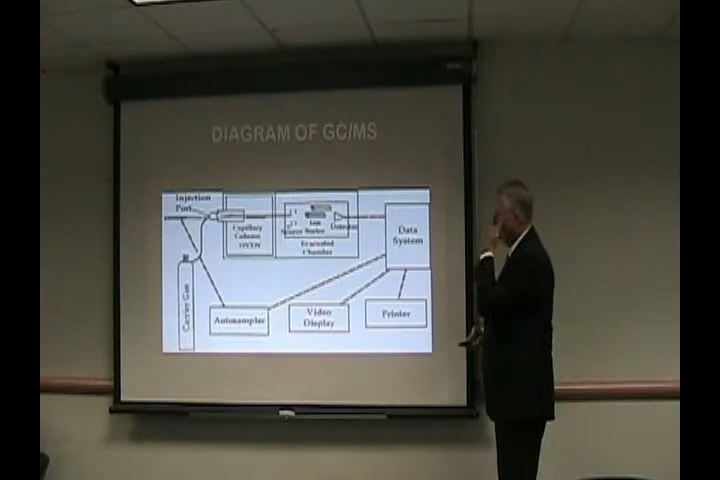 DIAGRAM OF GC/MS
Injection
Port
Capillary
Column
OVEN
Source
Detector
Evacuated
Chamber
Data
System
Carrier Gas
Autosampler
Video
Display
Printer